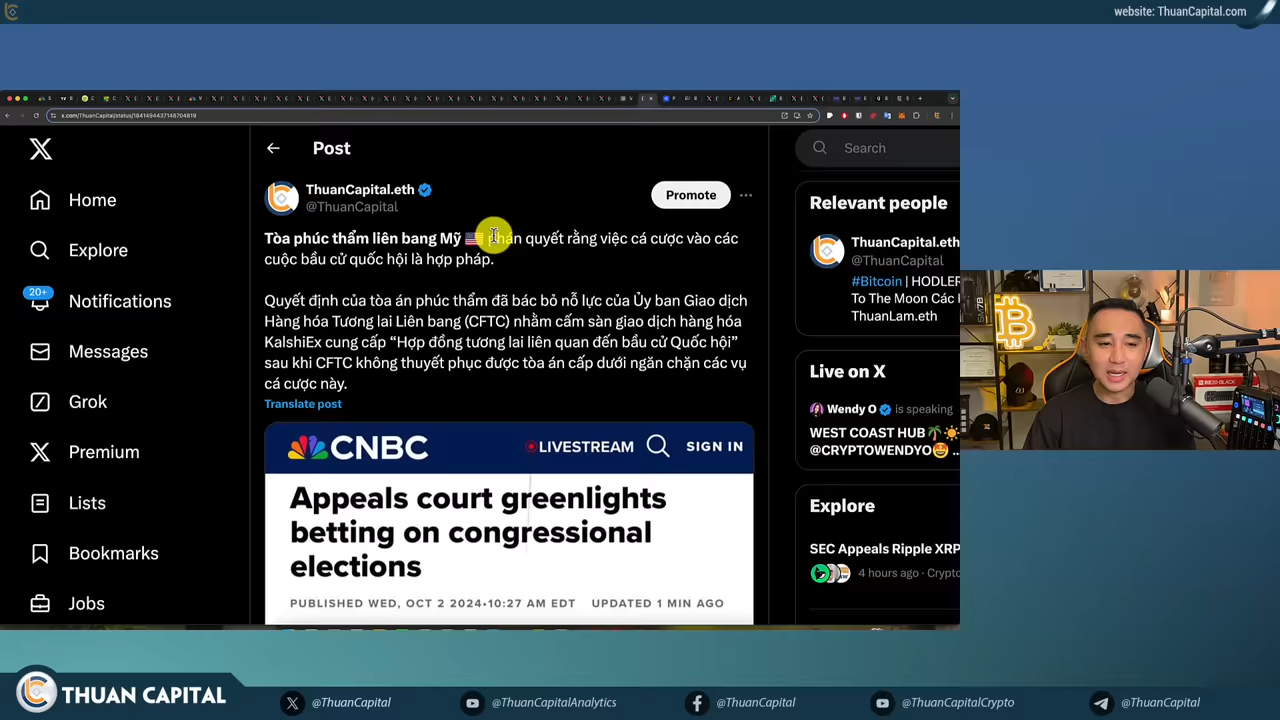 website: ThuanCapital.com
x.com/ThuanCapital/status/1841494437148704819
Post
Search
Home
Explore
20+
Notifications
Messages
Grok
Premium
Lists
Bookmarks
Jobs
ThuanCapital.eth
@ThuanCapital
Promote
Tòa phúc thẩm liên bang Mỹ 🇺🇸 phán quyết rằng việc cá cược vào các
cuộc bầu cử quốc hội là hợp pháp.
Quyết định của tòa án phúc thẩm đã bác bỏ nỗ lực của Ủy ban Giao dịch
Hàng hóa Tương lai Liên bang (CFTC) nhằm cấm sàn giao dịch hàng hóa
KalshiEx cung cấp “Hợp đồng tương lai liên quan đến bầu cử Quốc hội”
sau khi CFTC không thuyết phục được tòa án cấp dưới ngăn chặn các vụ
cá cược này.
Translate post
CNBC
LIVESTREAM
SIGN IN
Appeals court greenlights
betting on congressional
elections
PUBLISHED WED, OCT 2 2024•10:27 AM EDT UPDATED 1 MIN AGO
Relevant people
ThuanCapital.eth
@ThuanCapital
#Bitcoin | HODLER
To The Moon Các
ThuanLam.eth
Live on X
Wendy O is speaking
WEST COAST HUB🌴☀️
@CRYPTOWENDYO🤩 ...
Explore
SEC Appeals Ripple XRP
4 hours ago · Crypto
SM7B
THUAN CAPITAL
@ThuanCapital
@ThuanCapitalAnalytics
@ThuanCapital
@ThuanCapitalCrypto
@ThuanCapital